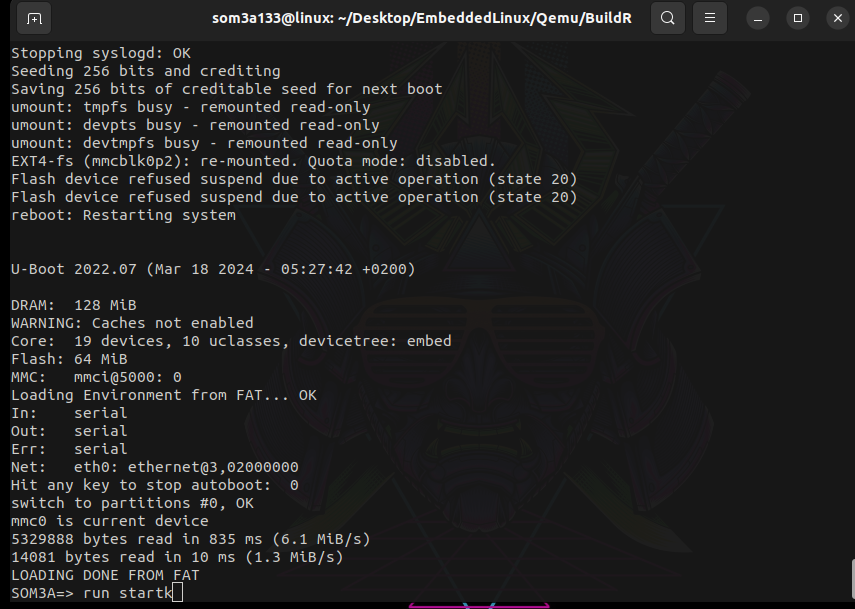 som3a133@linux: ~/Desktop/EmbeddedLinux/Qemu/BuildR
Stopping syslogd: OK
Seeding 256 bits and crediting
Saving 256 bits of creditable seed for next boot
umount: tmpfs busy - remounted read-only
umount: devpts busy - remounted read-only
umount: devtmpfs busy - remounted read-only
EXT4-fs (mmcblk0p2): re-mounted. Quota mode: disabled.
Flash device refused suspend due to active operation (state 20)
Flash device refused suspend due to active operation (state 20)
reboot: Restarting system
U-Boot 2022.07 (Mar 18 2024 - 05:27:42 +0200)
DRAM:  128 MiB
WARNING: Caches not enabled
Core:  19 devices, 10 uclasses, devicetree: embed
Flash: 64 MiB
MMC:   mmci@5000: 0
Loading Environment from FAT... OK
In:    serial
Out:   serial
Err:   serial
Net:   eth0: ethernet@3,02000000
Hit any key to stop autoboot:  0
switch to partitions #0, OK
mmc0 is current device
5329888 bytes read in 835 ms (6.1 MiB/s)
14081 bytes read in 10 ms (1.3 MiB/s)
LOADING DONE FROM FAT
SOM3A=> run startk